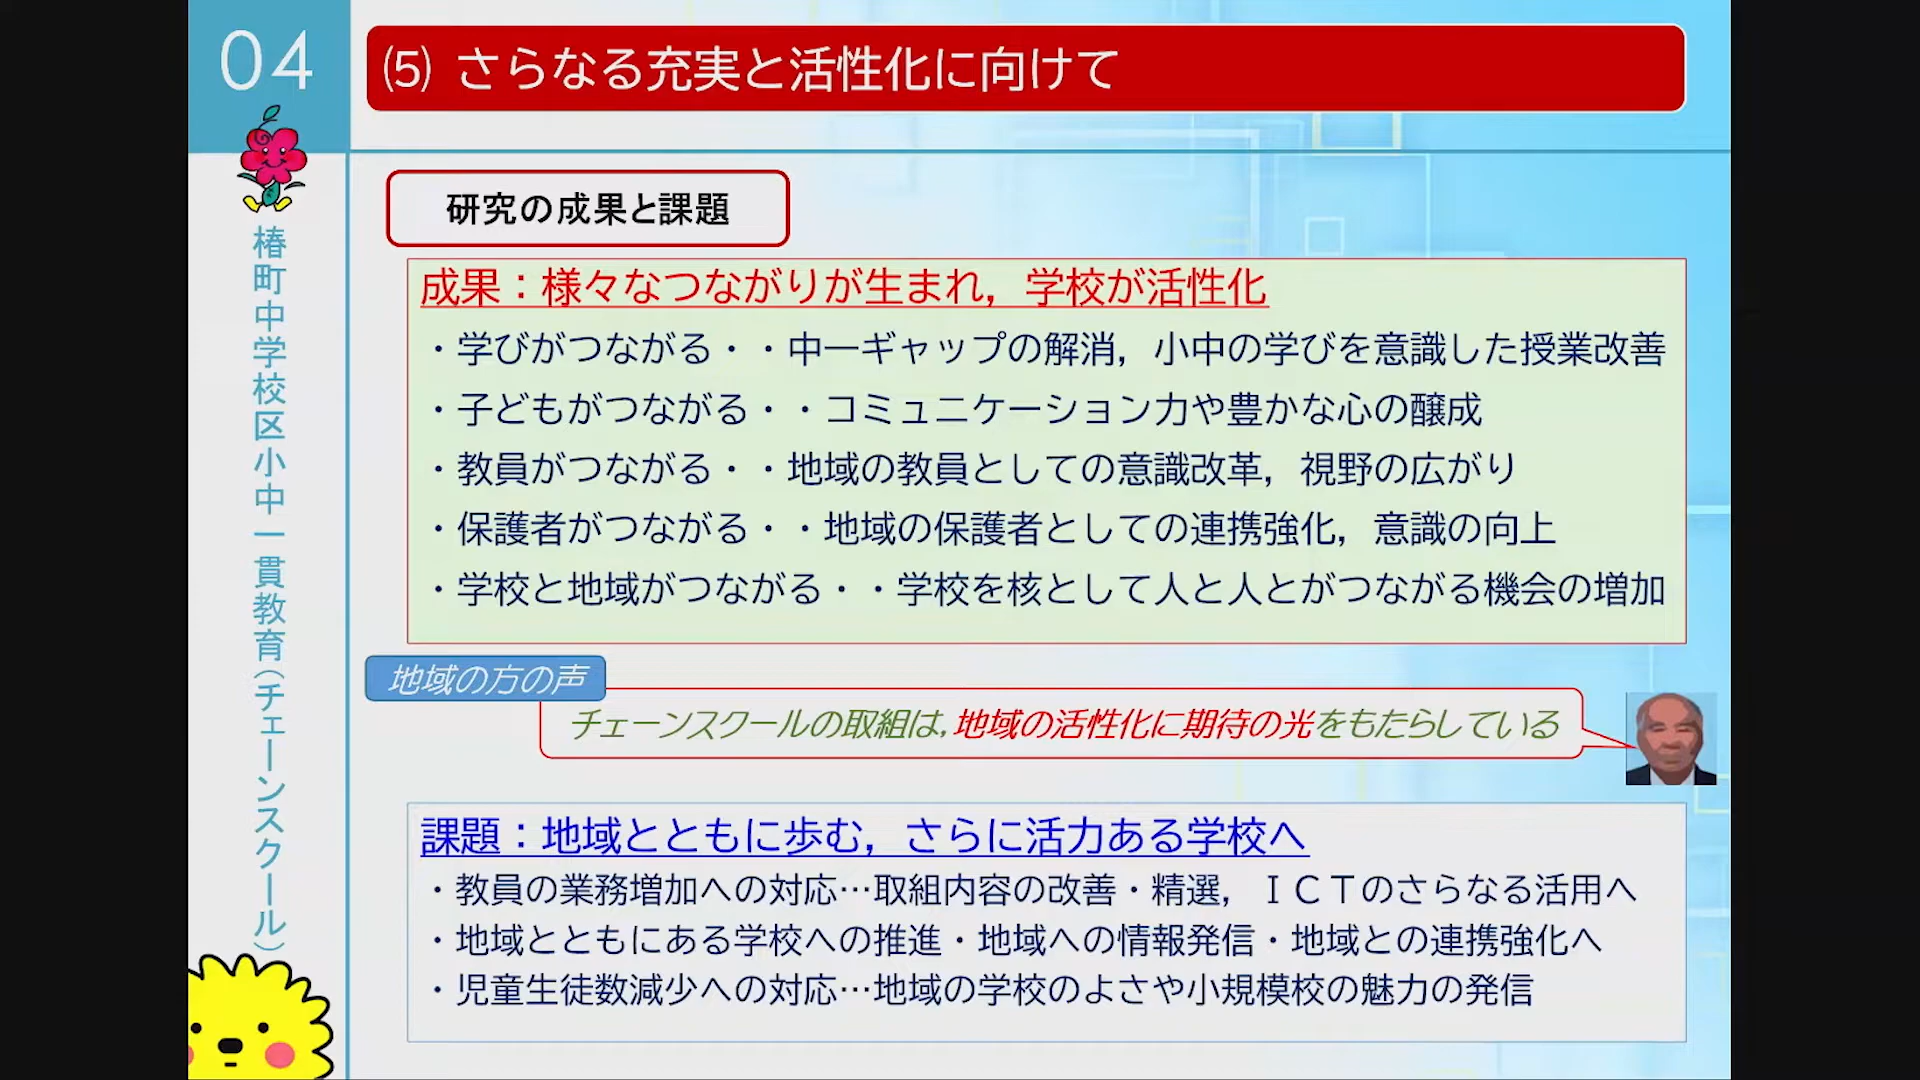 04
(5) さらなる充実と活性化に向けて
椿町中学校区小中一貫教育(チェーンスクール)
研究の成果と課題
成果：様々なつながりが生まれ，学校が活性化
・学びがつながる・・中一ギャップの解消，小中の学びを意識した授業改善
・子どもがつながる・・コミュニケーション力や豊かな心の醸成
・教員がつながる・・地域の教員としての意識改革，視野の広がり
・保護者がつながる・・地域の保護者としての連携強化，意識の向上
・学校と地域がつながる・・学校を核として人と人とがつながる機会の増加
地域の方の声
チェーンスクールの取組は，地域の活性化に期待の光をもたらしている
課題：地域とともに歩む，さらに活力ある学校へ
・教員の業務増加への対応…取組内容の改善・精選，ＩＣＴのさらなる活用へ
・地域とともにある学校への推進・地域への情報発信・地域との連携強化へ
・児童生徒数減少への対応…地域の学校のよさや小規模校の魅力の発信